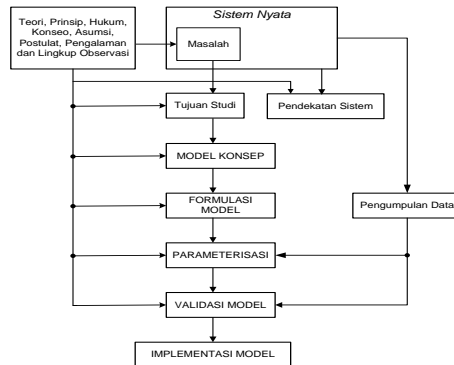 Teori, Prinsip, Hukum,
Konseo, Asumsi,
Postulat, Pengalaman
dan Lingkup Observasi
Sistem Nyata
Masalah
Tujuan Studi
Pendekatan Sistem
MODEL KONSEP
FORMULASI
MODEL
Pengumpulan Data
PARAMETERISASI
VALIDASI MODEL
IMPLEMENTASI MODEL